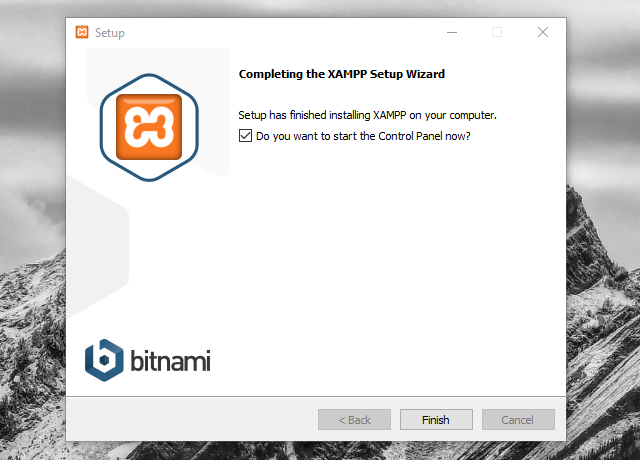 Setup
Completing the XAMPP Setup Wizard
Setup has finished installing XAMPP on your computer.
Do you want to start the Control Panel now?
bitnami
< Back
Finish
Cancel